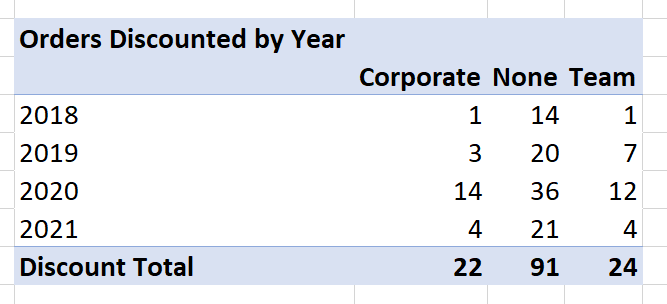 Orders Discounted by Year
Corporate None Team
2018 1 14 1
2019 3 20 7
2020 14 36 12
2021 4 21 4
Discount Total 22 91 24